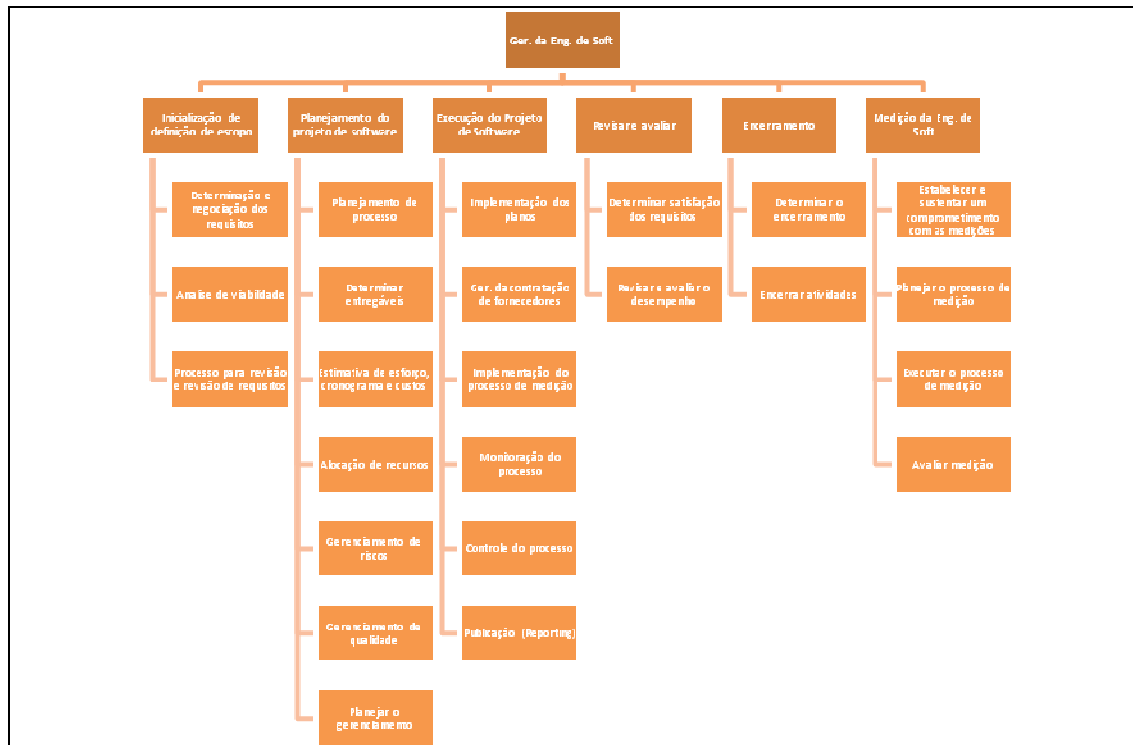 Ger. da Eng. de Soft
Inicialização de
definição de escopo
Determinação e
negociação dos
requisitos
Analise de viabilidade
Processo para revisão
e revisão de requisitos
Planejamento do
projeto de software
Planejamento de
processo
Determinar
entregáveis
Estimativa de esforço,
cronograma e custos
Alocação de recursos
Gerenciamento de
riscos
Gerenciamento de
qualidade
Planejar o
gerenciamento
Execução do Projeto
de Software
Implementação dos
planos
Ger. da contratação
de fornecedores
Implementação do
processo de medição
Monitoração do
processo
Controle do processo
Publicação (Reporting)
Revisar e avaliar
Determinar satisfação
dos requisitos
Revisar e avaliar o
desempenho
Encerramento
Determinar o
encerramento
Encerrar atividades
Medição da Eng. de
Soft
Estabelecer e
sustentar um
comprometimento
com as medições
Planejar o processo de
medição
Executar o processo
de medição
Avaliar medição